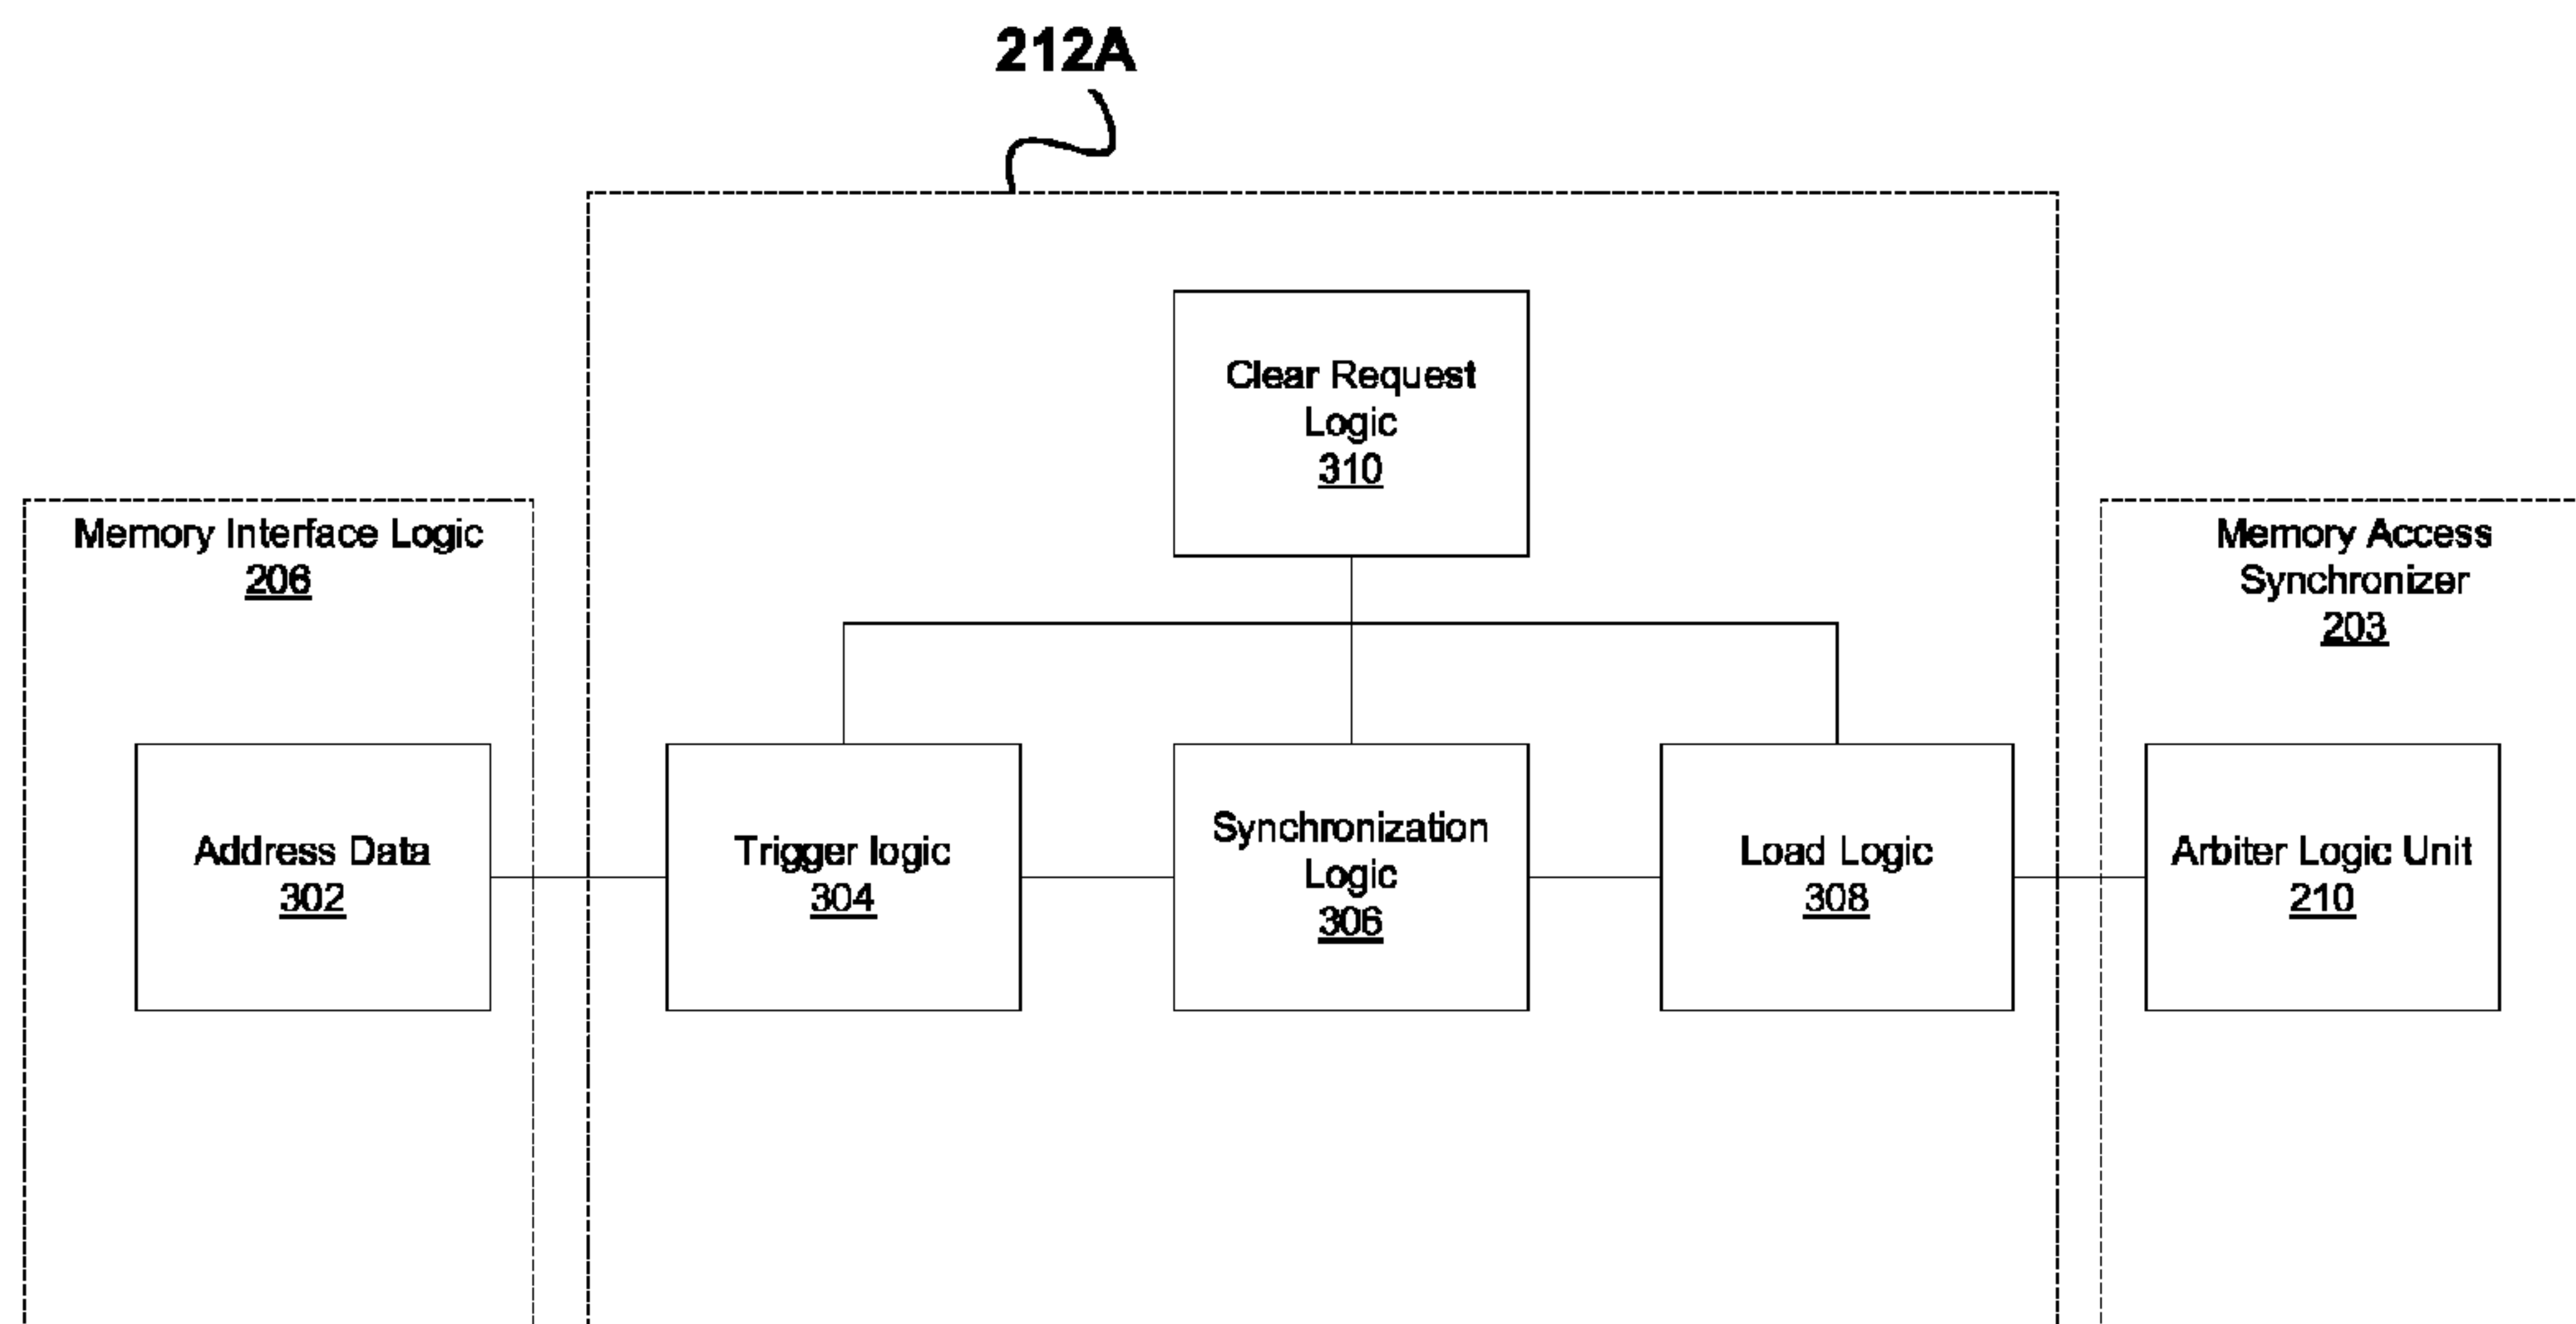 212A
Clear Request
Logic
310
Memory Interface Logic
206
Memory Access
Synchronizer
203
Address Data
302
Trigger logic
304
Synchronization
Logic
306
Load Logic
308
Arbiter Logic Unit
210